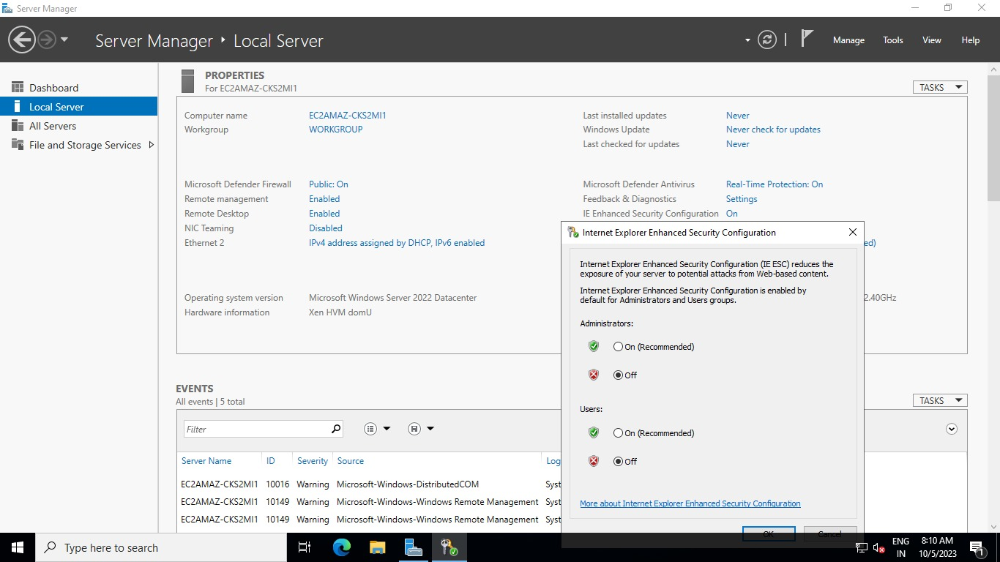 Server Manager
Server Manager ‣ Local Server
Manage Tools View Help
Dashboard
Local Server
All Servers
File and Storage Services
PROPERTIES
For EC2AMAZ-CKS2MI1
TASKS
Computer name EC2AMAZ-CKS2MI1
Workgroup WORKGROUP
Last installed updates Never
Windows Update Never check for updates
Last checked for updates Never
Microsoft Defender Firewall Public: On
Remote management Enabled
Remote Desktop Enabled
NIC Teaming Disabled
Ethernet 2 IPv4 address assigned by DHCP, IPv6 enabled
Microsoft Defender Antivirus Real-Time Protection: On
Feedback & Diagnostics Settings
IE Enhanced Security Configuration On
ed)
Operating system version Microsoft Windows Server 2022 Datacenter
Hardware information Xen HVM domU
2.40GHz
Internet Explorer Enhanced Security Configuration
Internet Explorer Enhanced Security Configuration (IE ESC) reduces the
exposure of your server to potential attacks from Web-based content.
Internet Explorer Enhanced Security Configuration is enabled by
default for Administrators and Users groups.
Administrators:
On (Recommended)
Off
Users:
On (Recommended)
Off
More about Internet Explorer Enhanced Security Configuration
OK Cancel
EVENTS
All events | 5 total
TASKS
Filter
Server Name ID Severity Source Log
EC2AMAZ-CKS2MI1 10016 Warning Microsoft-Windows-DistributedCOM Syst
EC2AMAZ-CKS2MI1 10149 Warning Microsoft-Windows-Windows Remote Management Syst
EC2AMAZ-CKS2MI1 10149 Warning Microsoft-Windows-Windows Remote Management Syst
Type here to search
ENG
IN
8:10 AM
10/5/2023
1